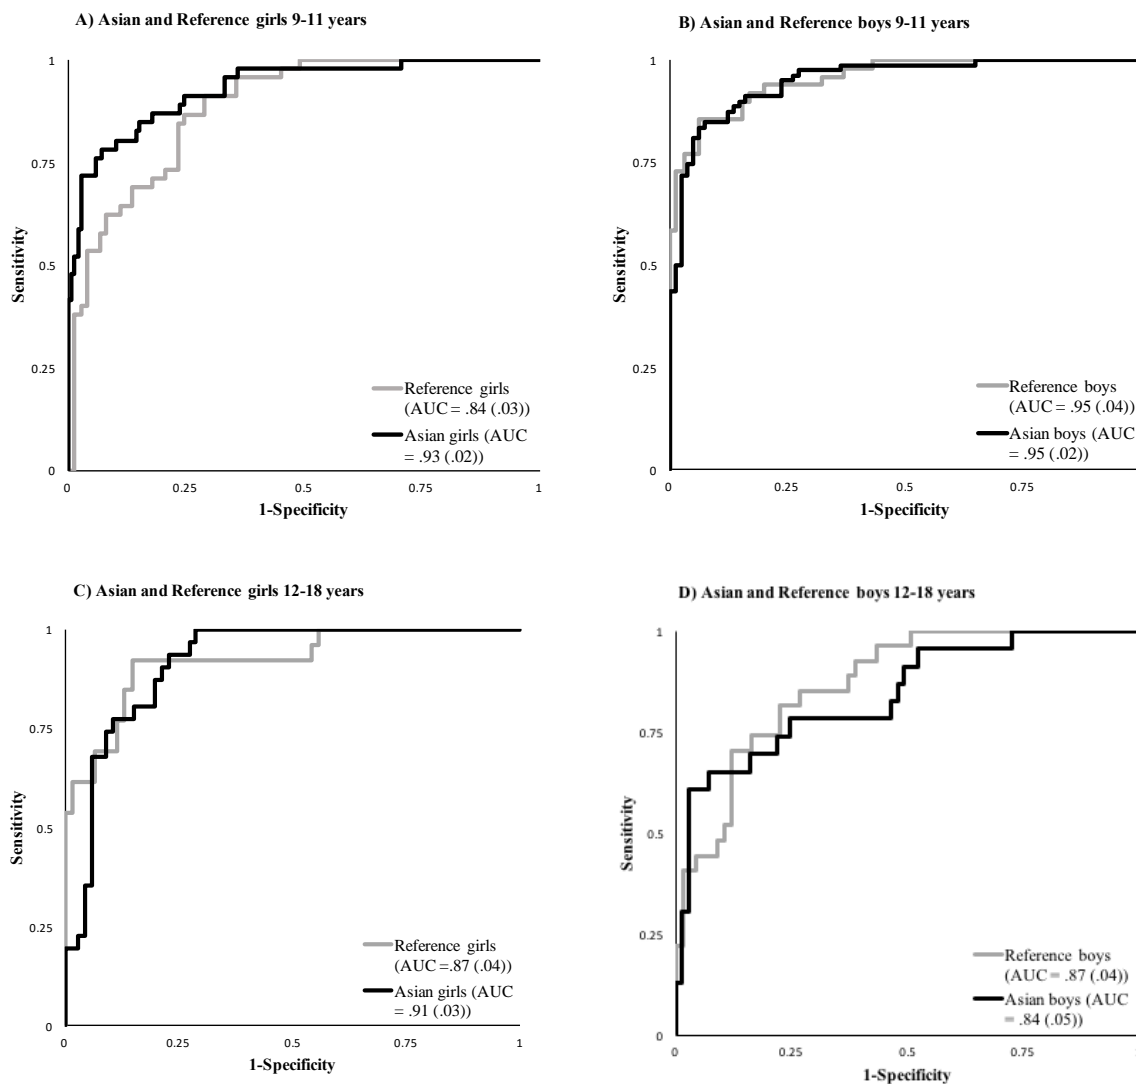 A) Asian and Reference girls 9-11 years
1
0.75
0.5
0.25
0
Sensitivity
0
0.25
0.5
0.75
1
1-Specificity
Reference girls
(AUC = .84 (.03))
Asian girls (AUC
= .93 (.02))
B) Asian and Reference boys 9-11 years
1
0.75
0.5
0.25
0
Sensitivity
0
0.25
0.5
0.75
1-Specificity
Reference boys
(AUC = .95 (.04))
Asian boys (AUC
= .95 (.02))
C) Asian and Reference girls 12-18 years
1
0.75
0.5
0.25
0
Sensitivity
0
0.25
0.5
0.75
1
1-Specificity
Reference girls
(AUC =.87 (.04))
Asian girls (AUC
= .91 (.03))
D) Asian and Reference boys 12-18 years
1
0.75
0.5
0.25
0
Sensitivity
0
0.25
0.5
0.75
1-Specificity
Reference boys
(AUC = .87 (.04))
Asian boys (AUC
= .84 (.05))